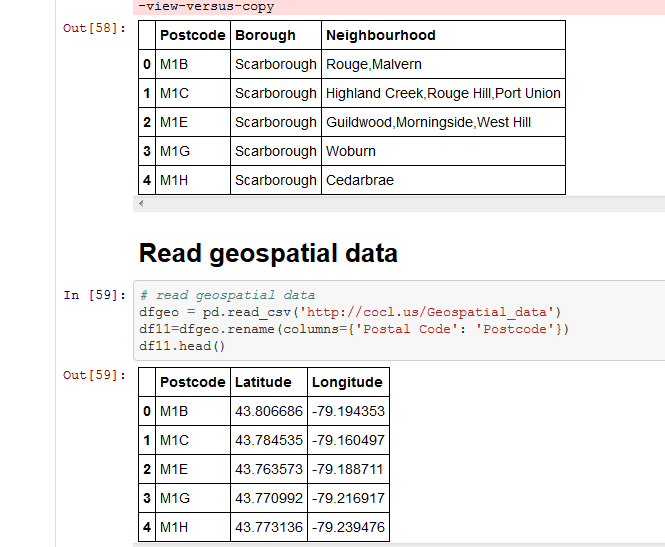 -view-versus-copy
Out[58]:
Postcode Borough Neighbourhood
0 M1B Scarborough Rouge,Malvern
1 M1C Scarborough Highland Creek,Rouge Hill,Port Union
2 M1E Scarborough Guildwood,Morningside,West Hill
3 M1G Scarborough Woburn
4 M1H Scarborough Cedarbrae
Read geospatial data
In [59]: # read geospatial data
dfgeo = pd.read_csv('http://cocl.us/Geospatial_data')
df11=dfgeo.rename(columns={'Postal Code': 'Postcode'})
df11.head()
Out[59]:
Postcode Latitude Longitude
0 M1B 43.806686 -79.194353
1 M1C 43.784535 -79.160497
2 M1E 43.763573 -79.188711
3 M1G 43.770992 -79.216917
4 M1H 43.773136 -79.239476